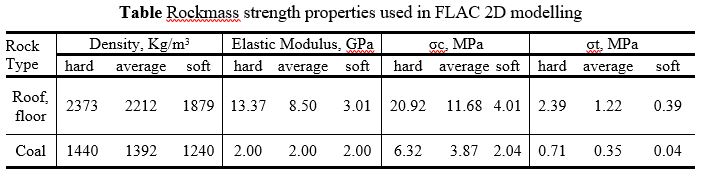 Table Rockmass strength properties used in FLAC 2D modelling
Rock Type Density, Kg/m³ Elastic Modulus, GPa σc, MPa σt, MPa
hard average soft hard average soft hard average soft hard average soft
Roof, floor 2373 2212 1879 13.37 8.50 3.01 20.92 11.68 4.01 2.39 1.22 0.39
Coal 1440 1392 1240 2.00 2.00 2.00 6.32 3.87 2.04 0.71 0.35 0.04